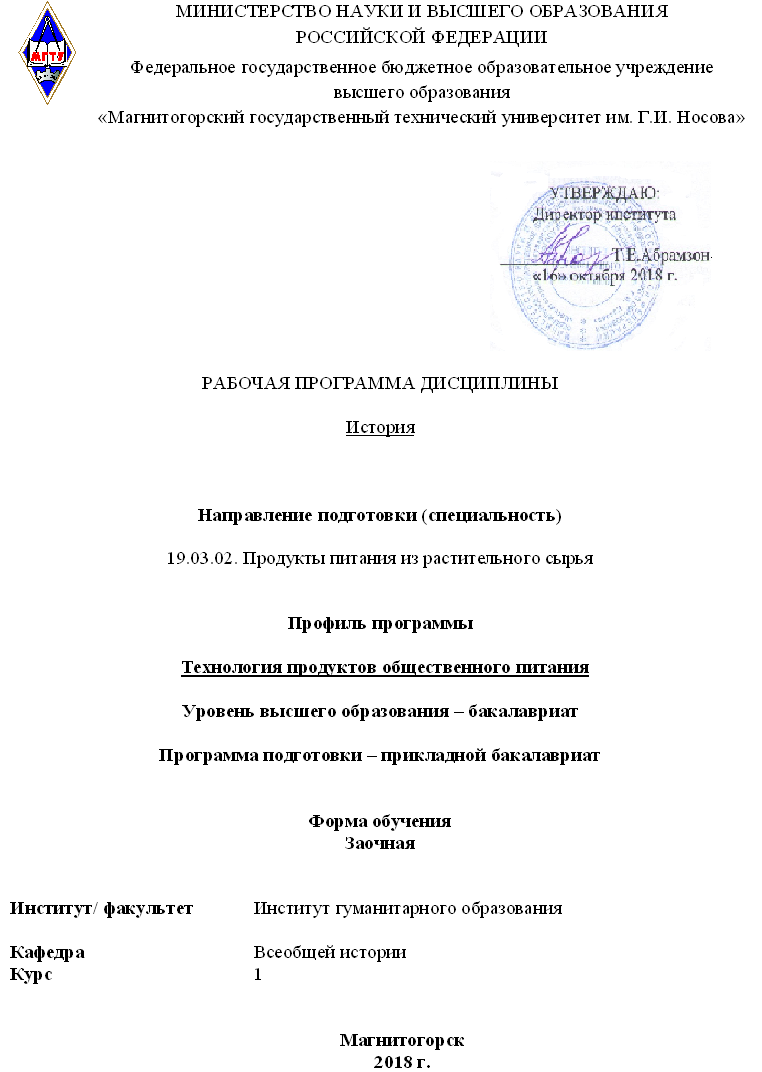 МГТУ
МИНИСТЕРСТВО НАУКИ И ВЫСШЕГО ОБРАЗОВАНИЯ
РОССИЙСКОЙ ФЕДЕРАЦИИ
Федеральное государственное бюджетное образовательное учреждение
высшего образования
«Магнитогорский государственный технический университет им. Г.И. Носова»
УТВЕРЖДАЮ:
Директор института
Т.Е.Абрамзон
«16» октября 2018 г.
РАБОЧАЯ ПРОГРАММА ДИСЦИПЛИНЫ
История
Направление подготовки (специальность)
19.03.02. Продукты питания из растительного сырья
Профиль программы
Технология продуктов общественного питания
Уровень высшего образования – бакалавриат
Программа подготовки – прикладной бакалавриат
Форма обучения
Заочная
Институт/ факультет Институт гуманитарного образования
Кафедра Всеобщей истории
Курс 1
Магнитогорск
2018 г.